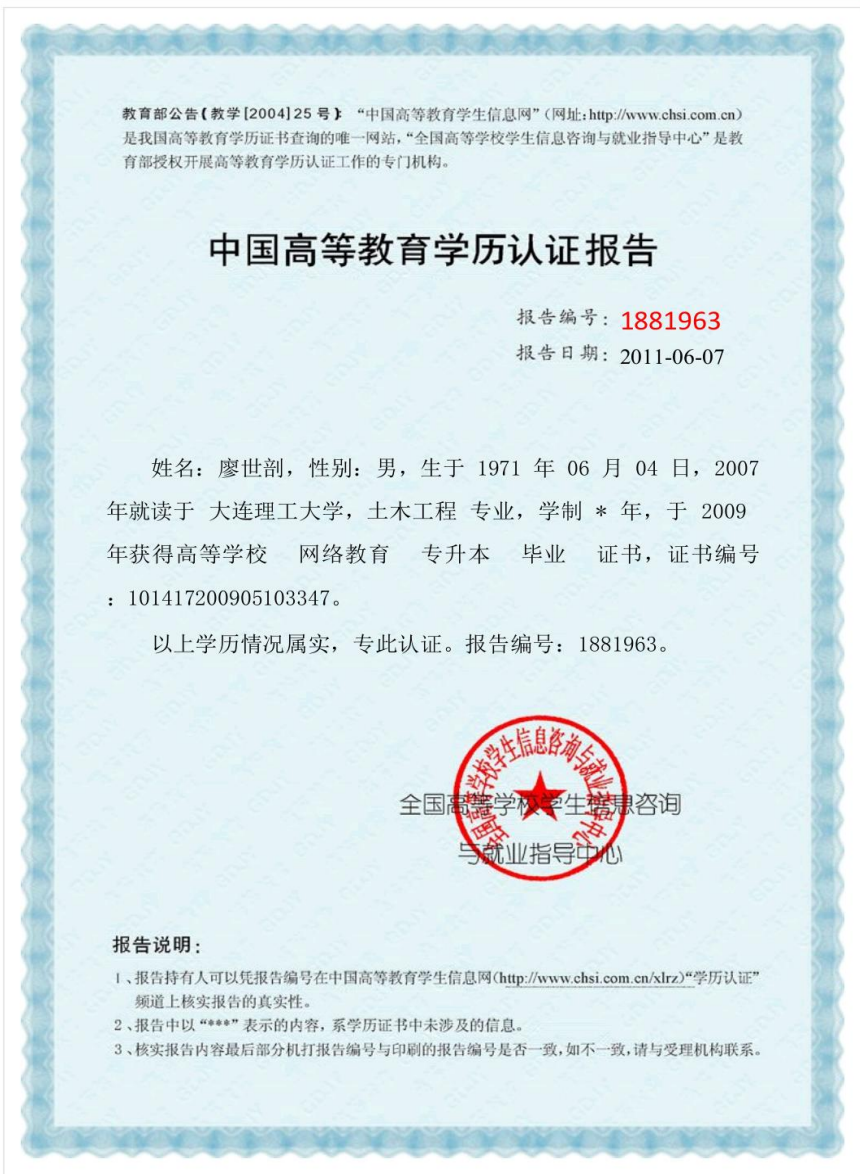 教育部公告【教学[2004]25 号】 “中国高等教育学生信息网”（网址:http://www.chsi.com.cn）
是我国高等教育学历证书查询的唯一网站，“全国高等学校学生信息咨询与就业指导中心”是教
育部授权开展高等教育学历认证工作的专门机构。
中国高等教育学历认证报告
报告编号：1881963
报告日期：2011-06-07
姓名：廖世剖，性别：男，生于 1971 年 06 月 04 日，2007
年就读于 大连理工大学，土木工程 专业，学制 * 年，于 2009
年获得高等学校 网络教育 专升本 毕业 证书，证书编号
：101417200905103347。
以上学历情况属实，专此认证。报告编号：1881963。
全国高等学校学生信息咨询与就业指导中心
全国高等学校学生信息咨询
与就业指导中心
报告说明：
1、报告持有人可以凭报告编号在中国高等教育学生信息网(http://www.chsi.com.cn/xlrz)“学历认证”
频道上核实报告的真实性。
2、报告中以“***”表示的内容，系学历证书中未涉及的信息。
3、核实报告内容最后部分机打报告编号与印刷的报告编号是否一致，如不一致，请与受理机构联系。